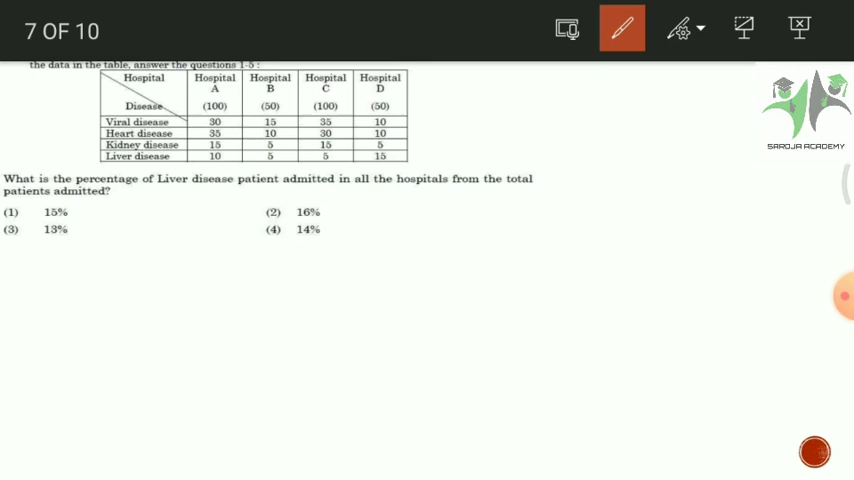 7 OF 10
the data in the table, answer the questions 1-5 :
Hospital Hospital Hospital Hospital Hospital
A B C D
Disease (100) (50) (100) (50)
Viral disease 30 15 35 10
Heart disease 35 10 30 10
Kidney disease 15 5 15 5
Liver disease 10 5 5 15
SAROJA ACADEMY
What is the percentage of Liver disease patient admitted in all the hospitals from the total
patients admitted?
(1) 15% (2) 16%
(3) 13% (4) 14%